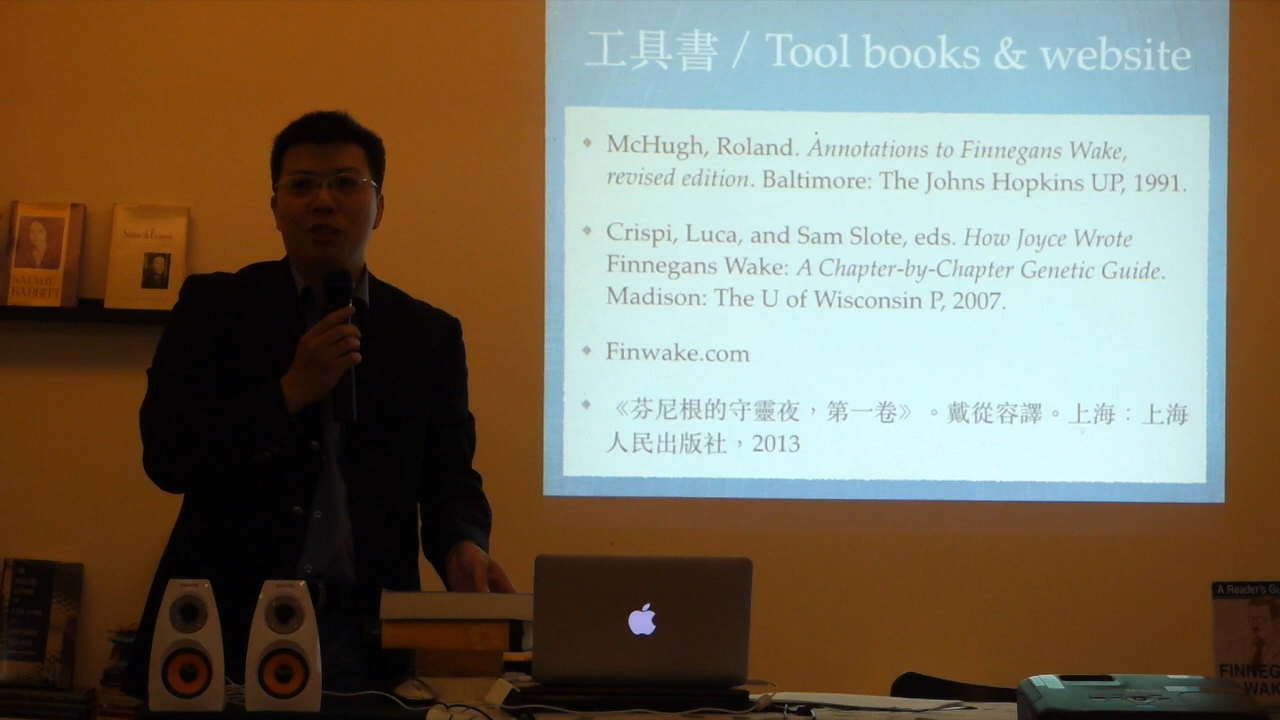 工具書 / Tool books & website
McHugh, Roland. Annotations to Finnegans Wake,
revised edition. Baltimore: The Johns Hopkins UP, 1991.
Crispi, Luca, and Sam Slote, eds. How Joyce Wrote
Finnegans Wake: A Chapter-by-Chapter Genetic Guide.
Madison: The U of Wisconsin P, 2007.
Finwake.com
《芬尼根的守靈夜，第一卷》。戴從容譯。上海：上海
人民出版社，2013
NATALIE
A Reader's G
FINNEG
WAK